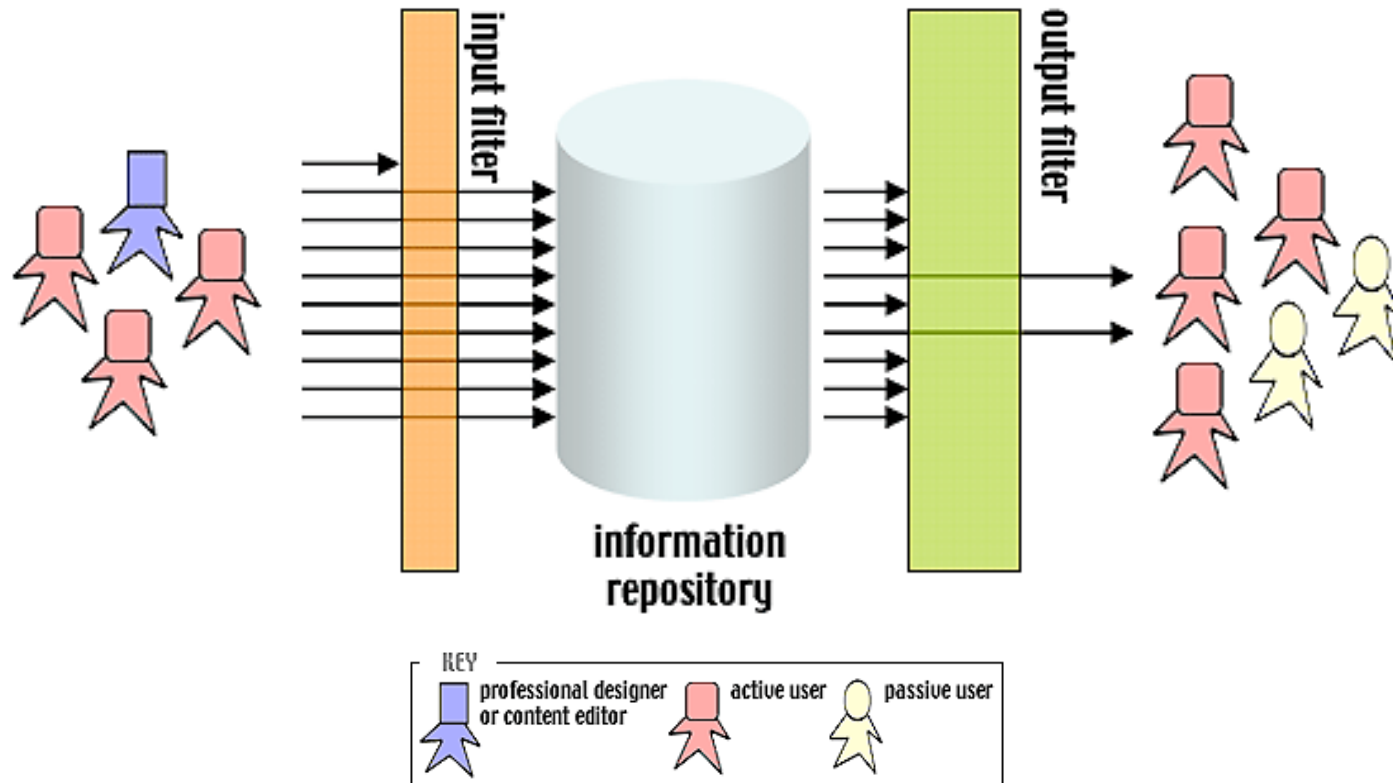 input filter
output filter
information
repository
KEY
professional designer
or content editor
active user
passive user